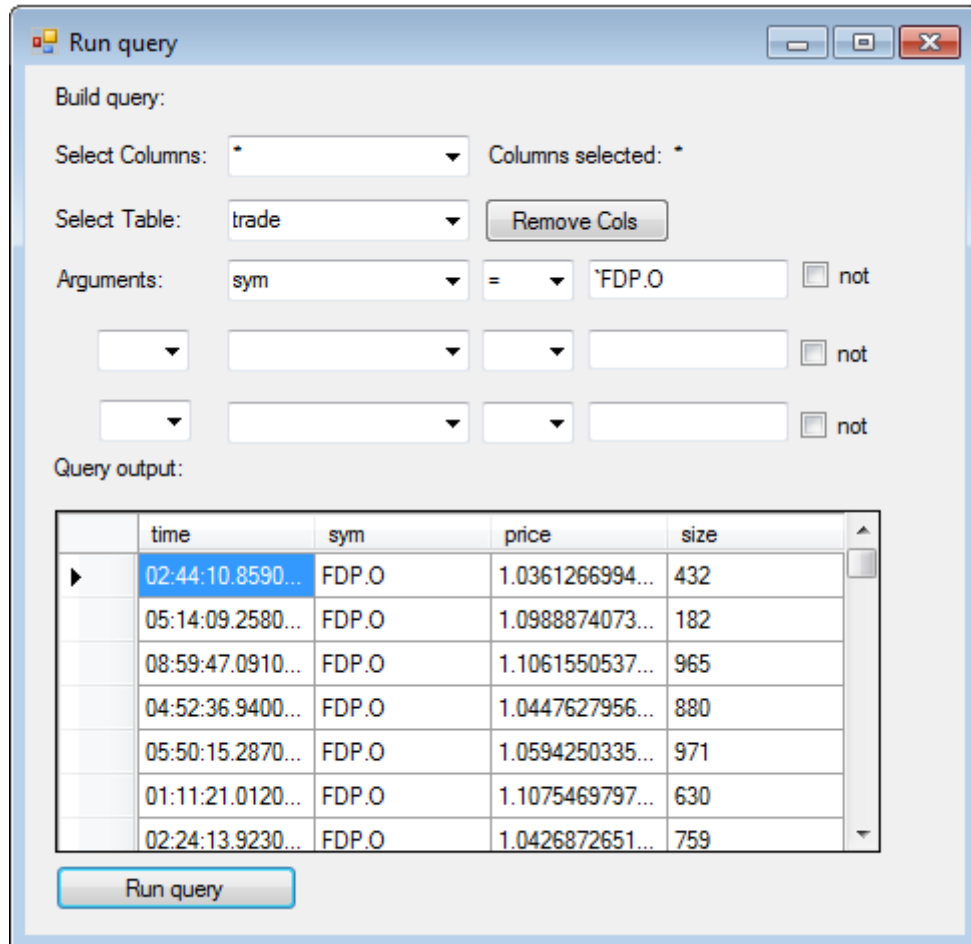 Run query
Build query:
Select Columns: * Columns selected: *
Select Table: trade Remove Cols
Arguments: sym = `FDP.O not
not
not
Query output:
time sym price size
02:44:10.8590... FDP.O 1.0361266994... 432
05:14:09.2580... FDP.O 1.0988874073... 182
08:59:47.0910... FDP.O 1.1061550537... 965
04:52:36.9400... FDP.O 1.0447627956... 880
05:50:15.2870... FDP.O 1.0594250335... 971
01:11:21.0120... FDP.O 1.1075469797... 630
02:24:13.9230... FDP.O 1.0426872651... 759
Run query